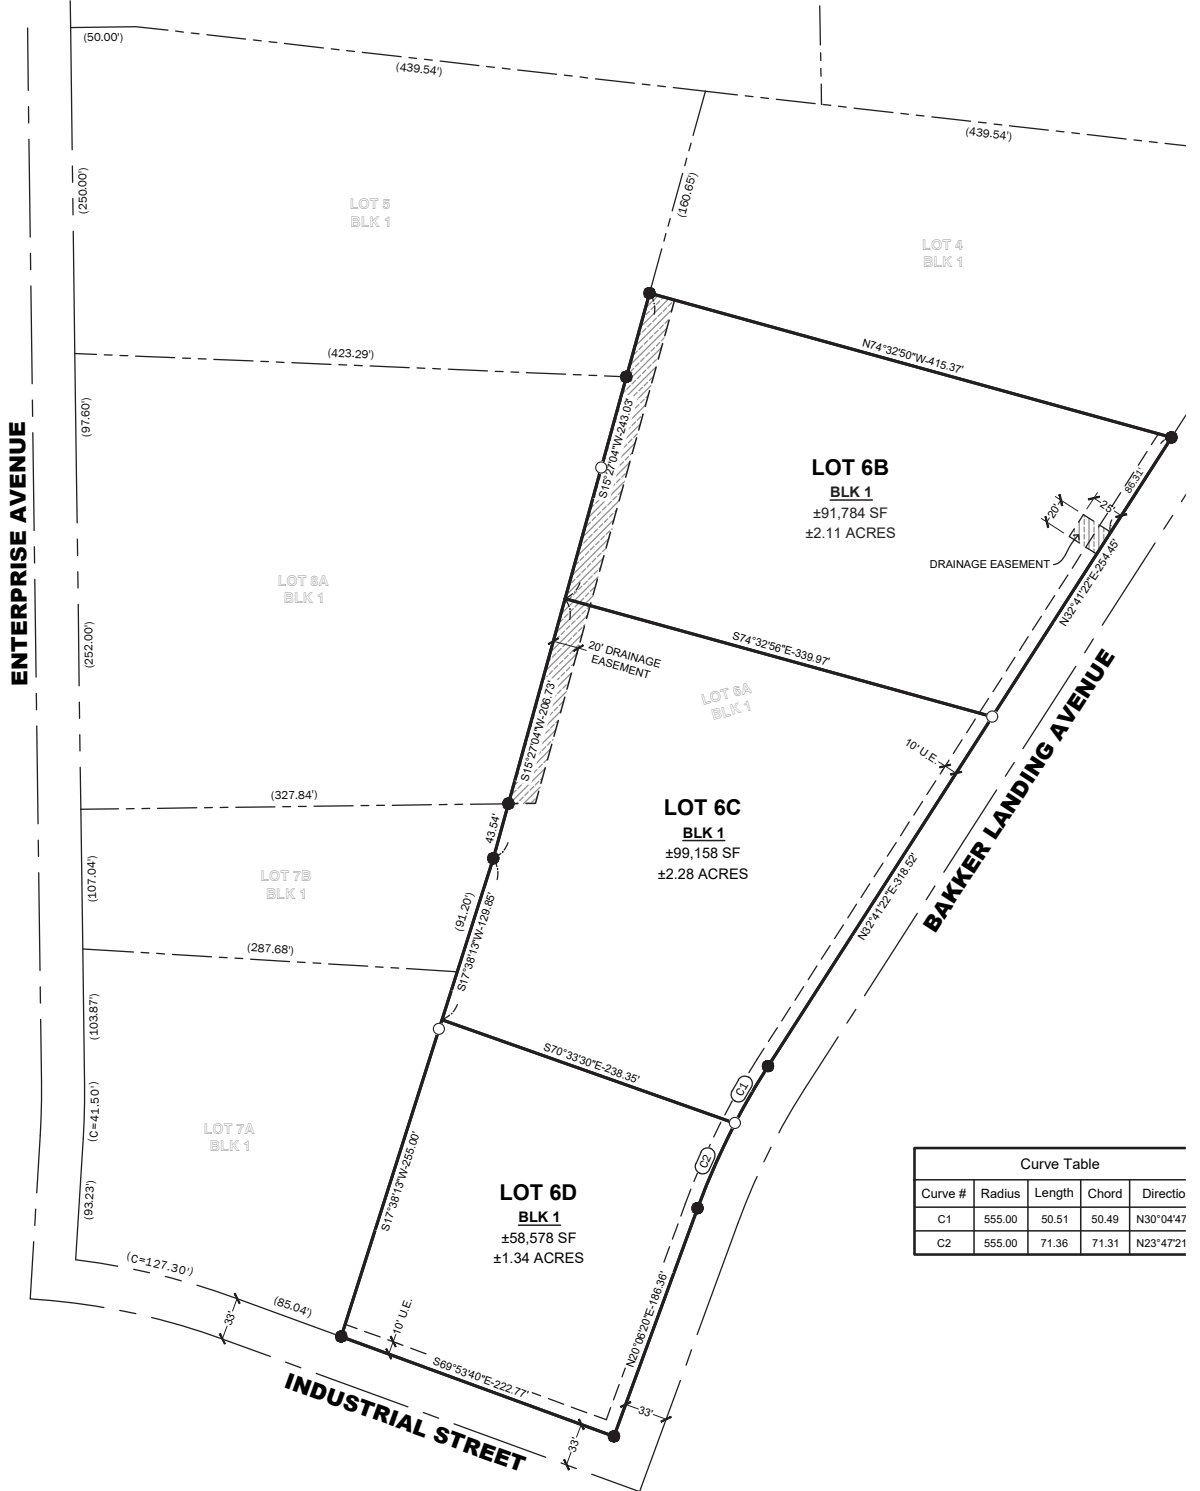 (50.00')
(439.54')
(439.54')
(250.00')
(160.65')
LOT 5
BLK 1
LOT 4
BLK 1
N74°32'50"W-415.37'
(423.29')
(97.60')
S15°27'04"W-243.03'
LOT 6B
BLK 1
±91,784 SF
±2.11 ACRES
86.31'
25'
20'
DRAINAGE EASEMENT
N32°41'22"E-254.45'
ENTERPRISE AVENUE
LOT 8A
BLK 1
(252.00')
S74°32'56"E-339.97'
20' DRAINAGE
EASEMENT
LOT 6A
BLK 1
S15°27'04"W-206.73'
10' U.E.
BAKKER LANDING AVENUE
(327.84')
LOT 6C
BLK 1
±99,158 SF
±2.28 ACRES
43.54'
(107.04')
LOT 7B
BLK 1
(91.20')
S17°38'13"W-129.85'
N32°41'22"E-318.52'
(287.68')
(103.87')
S70°33'30"E-238.35'
C1
(C=41.50')
LOT 7A
BLK 1
C2
S17°38'13"W-255.00'
LOT 6D
BLK 1
±58,578 SF
±1.34 ACRES
(93.23')
Curve Table
Curve # Radius Length Chord Directio
C1 555.00 50.51 50.49 N30°04'47
C2 555.00 71.36 71.31 N23°47'21
(C=127.30')
(85.04')
33'
10' U.E.
N20°06'20"E-186.36'
S69°53'40"E-222.77'
33'
33'
INDUSTRIAL STREET